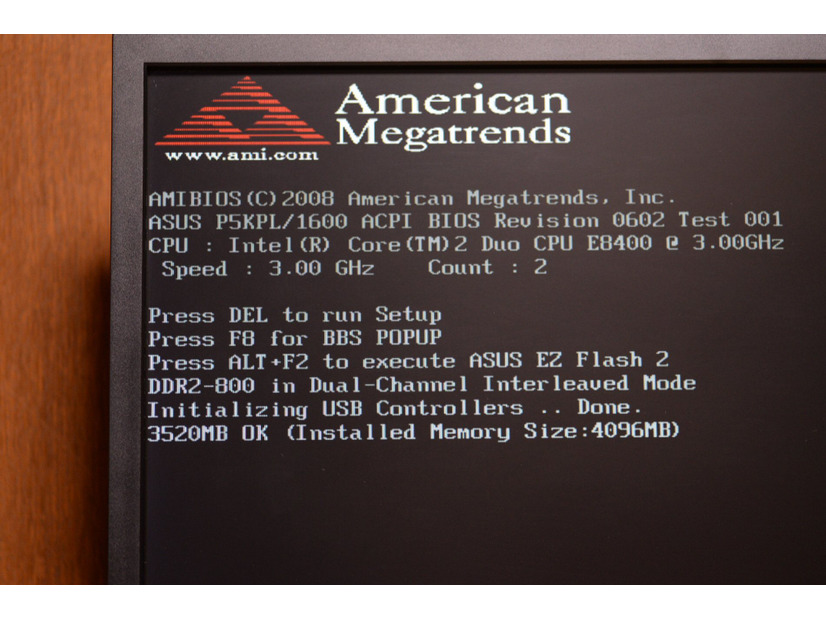 American
Megatrends
www.ami.com
AMIBIOS(C)2008 American Megatrends, Inc.
ASUS P5KPL/1600 ACPI BIOS Revision 0602 Test 001
CPU : Intel(R) Core(TM)2 Duo CPU E8400 @ 3.00GHz
Speed : 3.00 GHz Count : 2
Press DEL to run Setup
Press F8 for BBS POPUP
Press ALT+F2 to execute ASUS EZ Flash 2
DDR2-800 in Dual-Channel Interleaved Mode
Initializing USB Controllers .. Done.
3520MB OK (Installed Memory Size:4096MB)